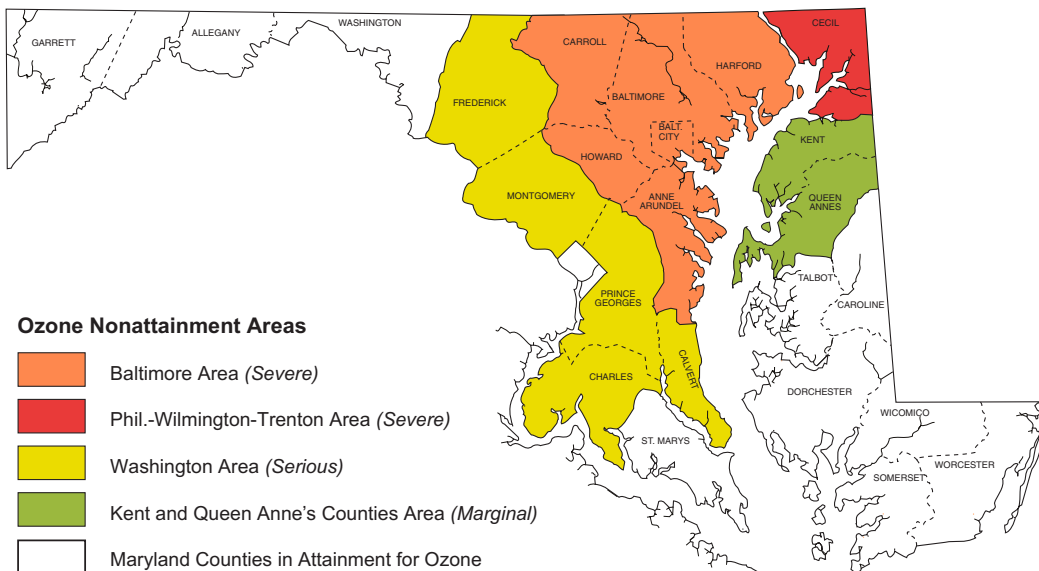 WASHINGTON
CECIL
GARRETT
ALLEGANY
CARROLL
HARFORD
FREDERICK
BALTIMORE
BALT.
CITY
KENT
HOWARD
MONTGOMERY
ANNE
ARUNDEL
QUEEN
ANNES
TALBOT
PRINCE
GEORGES
CAROLINE
CALVERT
CHARLES
DORCHESTER
WICOMICO
ST. MARYS
WORCESTER
SOMERSET
Ozone Nonattainment Areas
Baltimore Area (Severe)
Phil.-Wilmington-Trenton Area (Severe)
Washington Area (Serious)
Kent and Queen Anne's Counties Area (Marginal)
Maryland Counties in Attainment for Ozone